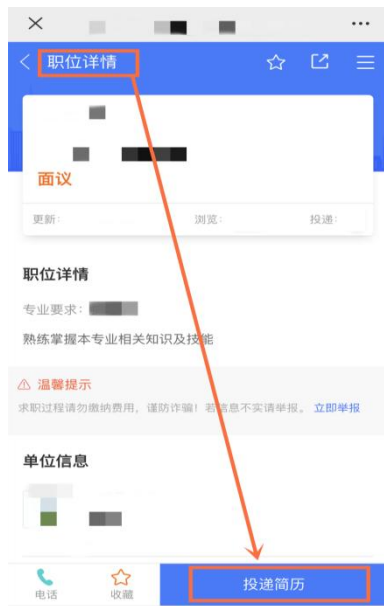 职位详情
面议
更新:
浏览:
投递:
职位详情
专业要求:
熟练掌握本专业相关知识及技能
温馨提示
求职过程请勿缴纳费用，谨防诈骗！若信息不实请举报。 立即举报
单位信息
电话
收藏
投递简历